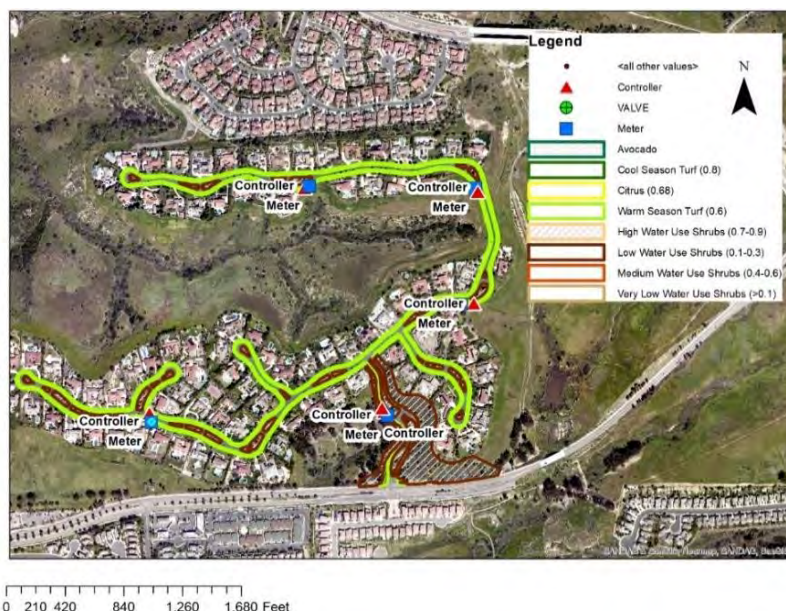 Legend
<all other values>
Controller
VALVE
Meter
Avocado
Cool Season Turf (0.8)
Citrus (0.68)
Warm Season Turf (0.6)
High Water Use Shrubs (0.7-0.9)
Low Water Use Shrubs (0.1-0.3)
Medium Water Use Shrubs (0.4-0.6)
Very Low Water Use Shrubs (>0.1)
N
Controller
Meter
Controller
Meter
Controller
Meter
Controller
Meter
Controller
Meter
Controller
0 210 420 840 1,260 1,680 Feet